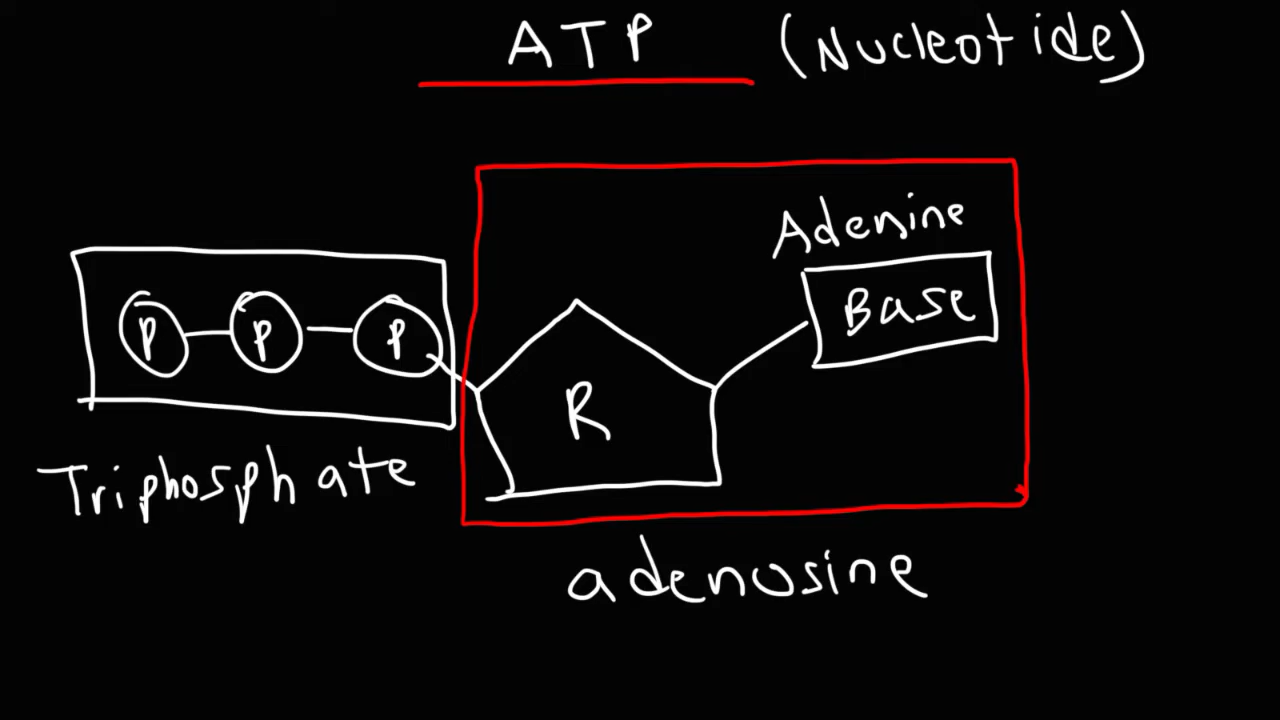 ATP (Nucleotide)
Adenine
Base
P P P
R
Triphosphate
adenosine